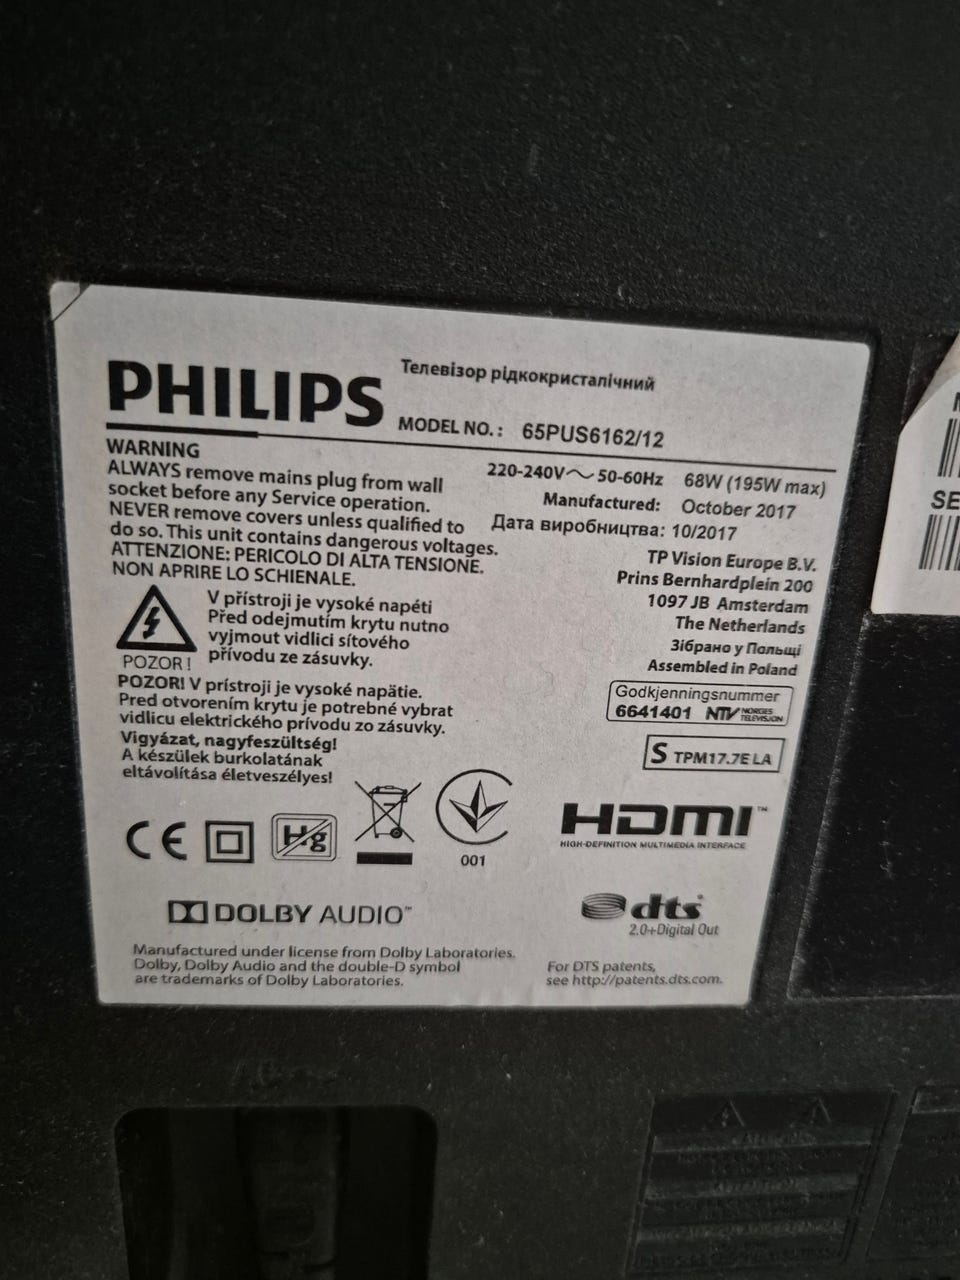 PHILIPS
Телевізор рідкокристалічний
MODEL NO.: 65PUS6162/12
WARNING
ALWAYS remove mains plug from wall
socket before any Service operation.
NEVER remove covers unless qualified to
do so. This unit contains dangerous voltages.
ATTENZIONE: PERICOLO DI ALTA TENSIONE.
NON APRIRE LO SCHIENALE.
V přístroji je vysoké napéti
Před odejmutím krytu nutno
vyjmout vidlici sítového
přívodu ze zásuvky.
POZOR!
POZOR! V prístroji je vysoké napätie.
Pred otvorením krytu je potrebné vybrat
vidlicu elektrického prívodu zo zásuvky.
Vigyázat, nagyfeszültség!
A készülek burkolatának
eltávolítása életveszélyes!
220-240V~ 50-60Hz 68W (195W max)
Manufactured: October 2017
Дата виробництва: 10/2017
TP Vision Europe B.V.
Prins Bernhardplein 200
1097 JB Amsterdam
The Netherlands
Зібрано у Польщі
Assembled in Poland
Godkjenningsnummer
6641401 NTV NORGES TELEVISJON
S TPM17.7E LA
CE
Hg
001
HDMI™
HIGH-DEFINITION MULTIMEDIA INTERFACE
DOLBY AUDIO™
dts
2.0+Digital Out
Manufactured under license from Dolby Laboratories.
Dolby, Dolby Audio and the double-D symbol
are trademarks of Dolby Laboratories.
For DTS patents,
see http://patents.dts.com.
SE